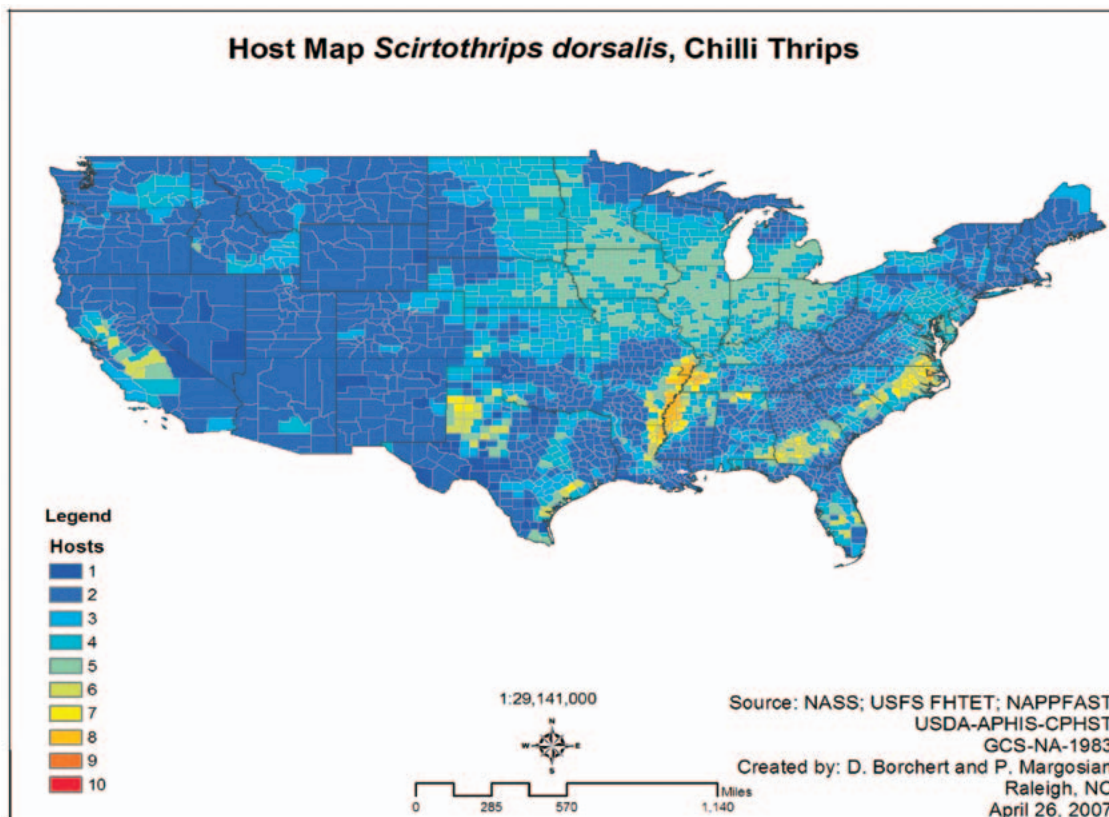 Host Map Scirtothrips dorsalis, Chilli Thrips
Legend
Hosts
1
2
3
4
5
6
7
8
9
10
1:29,141,000
N
W E
S
Miles
0 285 570 1,140
Source: NASS; USFS FHTET; NAPPFAST
USDA-APHIS-CPHST
GCS-NA-1983
Created by: D. Borchert and P. Margosian
Raleigh, NC
April 26, 2007